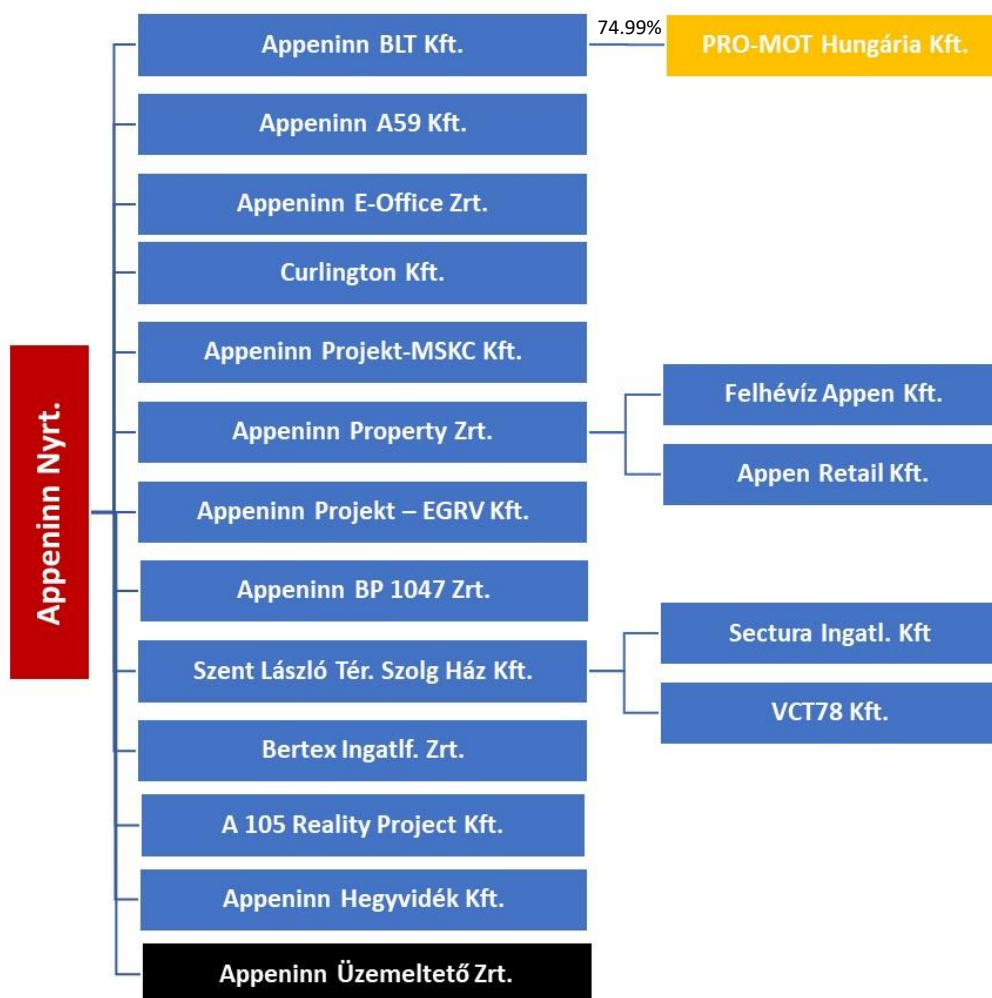 Appeninn BLT Kft.
74.99%
PRO-MOT Hungária Kft.
Appeninn A59 Kft.
Appeninn E-Office Zrt.
Curlington Kft.
Appeninn Projekt-MSKC Kft.
Appeninn Nyrt.
Appeninn Property Zrt.
Felhévíz Appen Kft.
Appen Retail Kft.
Appeninn Projekt – EGRV Kft.
Appeninn BP 1047 Zrt.
Szent László Tér. Szolg Ház Kft.
Sectura Ingatl. Kft
VCT78 Kft.
Bertex Ingatlf. Zrt.
A 105 Reality Project Kft.
Appeninn Hegyvidék Kft.
Appeninn Üzemeltető Zrt.